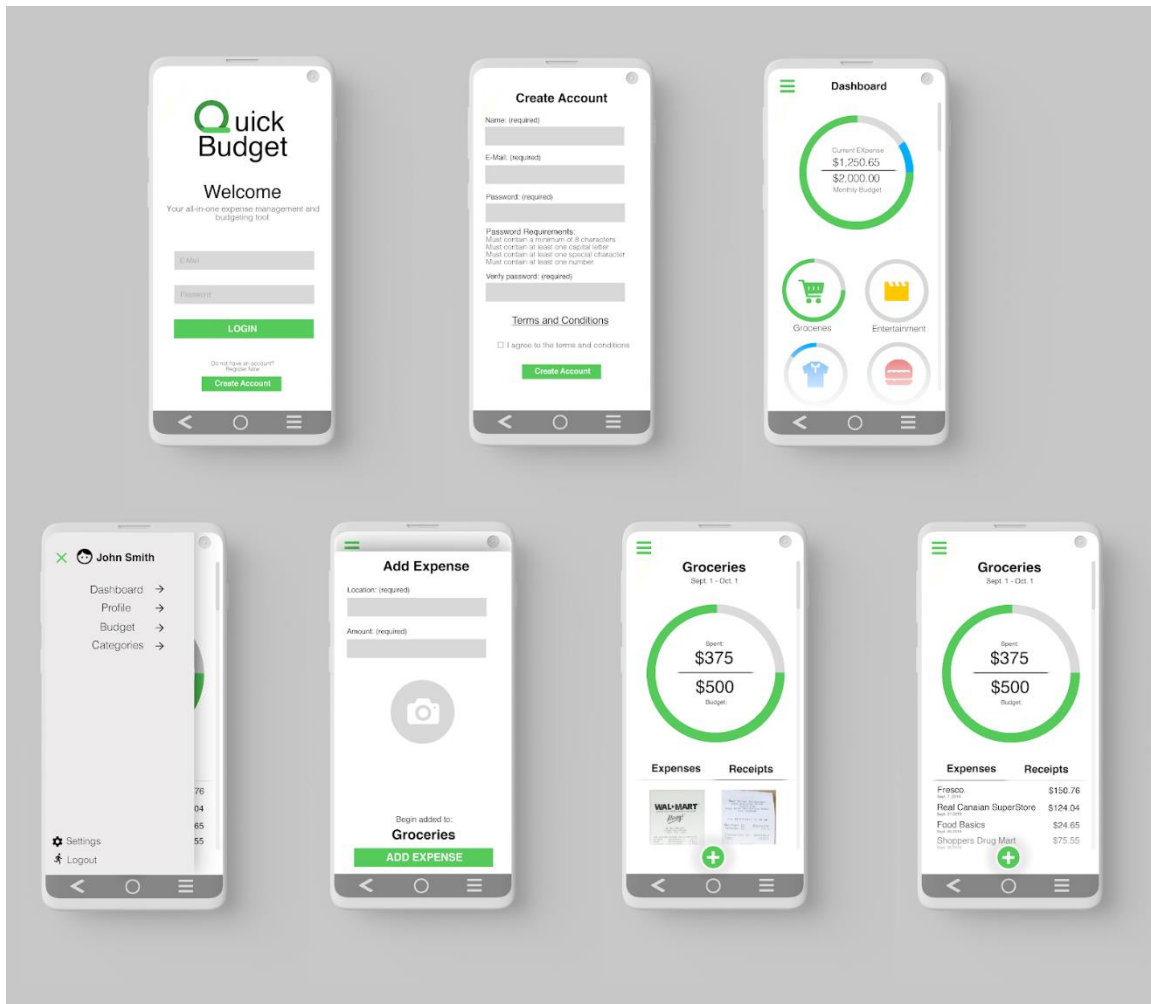 Quick
Budget
Welcome
Your all-in-one expense management and
budgeting tool.
E-Mail
Password
LOGIN
Do not have an account?
Register Now
Create Account
Create Account
Name: (required)
E-Mail: (required)
Password: (required)
Password Requirements:
Must contain a minimum of 8 characters
Must contain at least one capital letter
Must contain at least one special character
Must contain at least one number
Verify password: (required)
Terms and Conditions
I agree to the terms and conditions
Create Account
Dashboard
Current EXpense
$1,250.65
$2,000.00
Monthly Budget
Groceries
Entertainment
John Smith
Dashboard
Profile
Budget
Categories
76
04
65
55
Settings
Logout
Add Expense
Location: (required)
Amount: (required)
Begin added to:
Groceries
ADD EXPENSE
Groceries
Sept. 1 - Oct. 1
Spent:
$375
$500
Budget:
Expenses
Receipts
WAL-MART
Groceries
Sept. 1 - Oct. 1
Spent:
$375
$500
Budget:
Expenses
Receipts
Fresco. $150.76
Real Canaian SuperStore $124.04
Food Basics $24.65
Shoppers Drug Mart $75.55